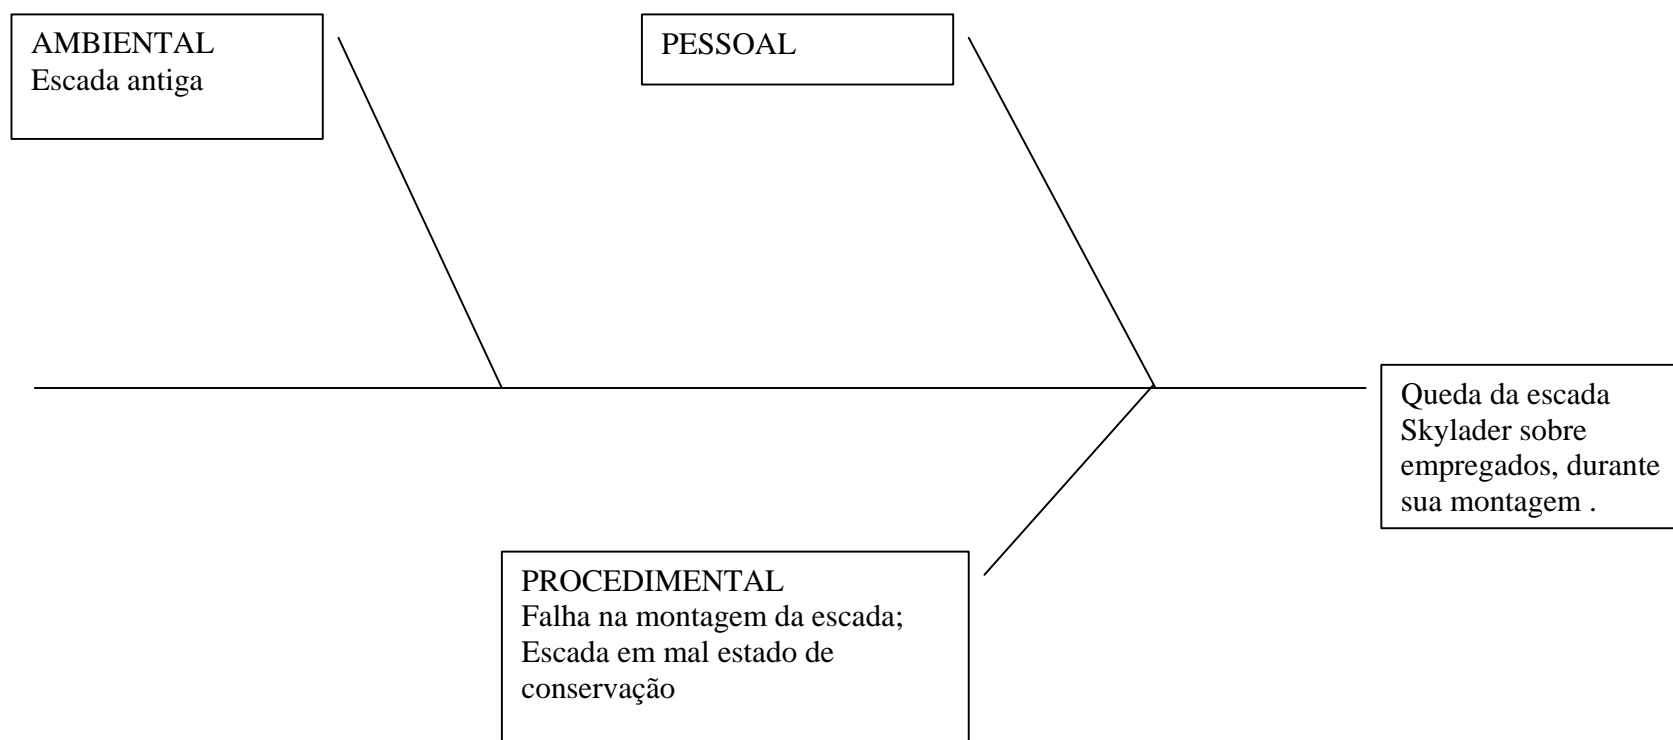 AMBIENTAL
Escada antiga
PESSOAL
Queda da escada
Skylader sobre
empregados, durante
sua montagem .
PROCEDIMENTAL
Falha na montagem da escada;
Escada em mal estado de
conservação